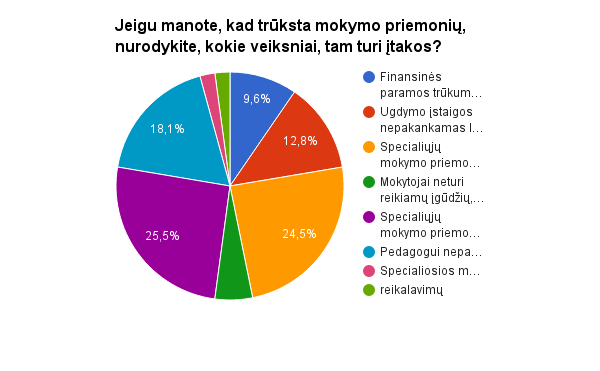 Jeigu manote, kad trūksta mokymo priemonių,
nurodykite, kokie veiksniai, tam turi įtakos?
9,6%
12,8%
24,5%
25,5%
18,1%
Finansinės
paramos trūkum…
Ugdymo įstaigos
nepakankamas l…
Specialiųjų
mokymo priemo…
Mokytojai neturi
reikiamų įgūdžių,…
Specialiųjų
mokymo priemo…
Pedagogui nepa…
Specialiosios m…
reikalavimų